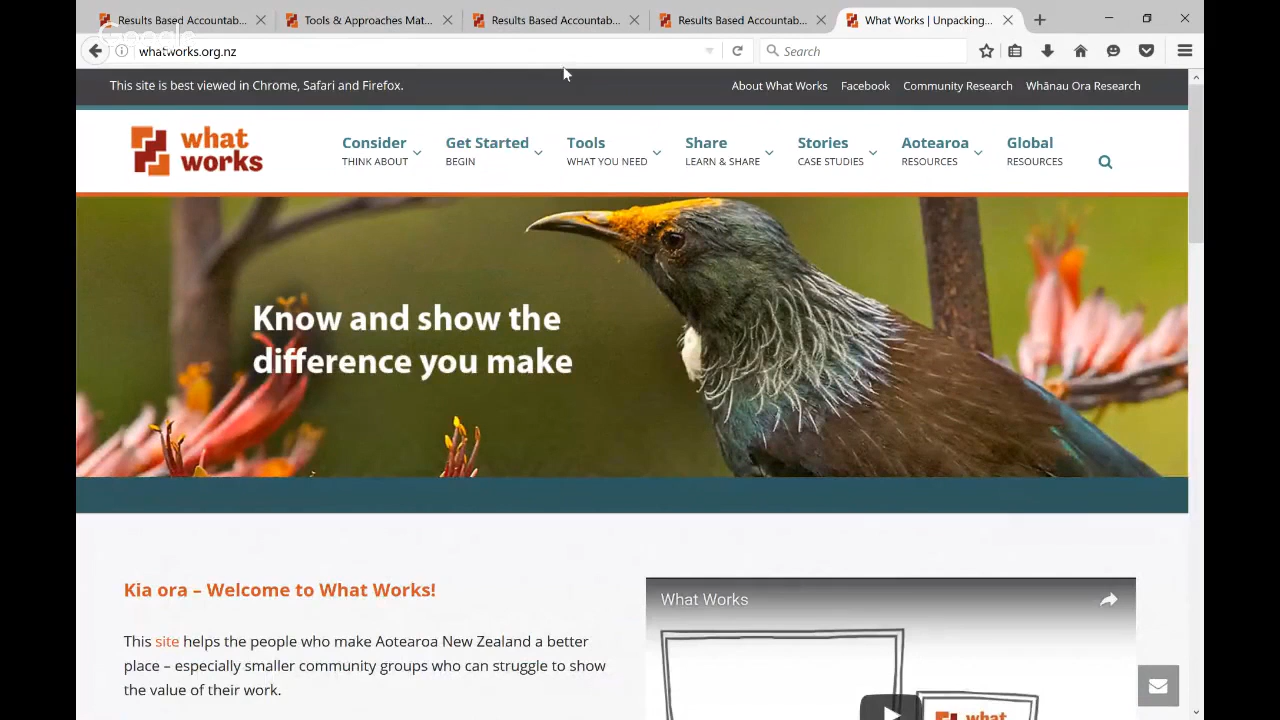 Results Based Accountab...
Tools & Approaches Mat...
Results Based Accountab...
Results Based Accountab...
What Works | Unpacking...
Google
whatworks.org.nz
Search
This site is best viewed in Chrome, Safari and Firefox.
About What Works
Facebook
Community Research
Whānau Ora Research
what
works
Consider
THINK ABOUT
Get Started
BEGIN
Tools
WHAT YOU NEED
Share
LEARN & SHARE
Stories
CASE STUDIES
Aotearoa
RESOURCES
Global
RESOURCES
Know and show the
difference you make
Kia ora – Welcome to What Works!
This site helps the people who make Aotearoa New Zealand a better
place – especially smaller community groups who can struggle to show
the value of their work.
What Works
what